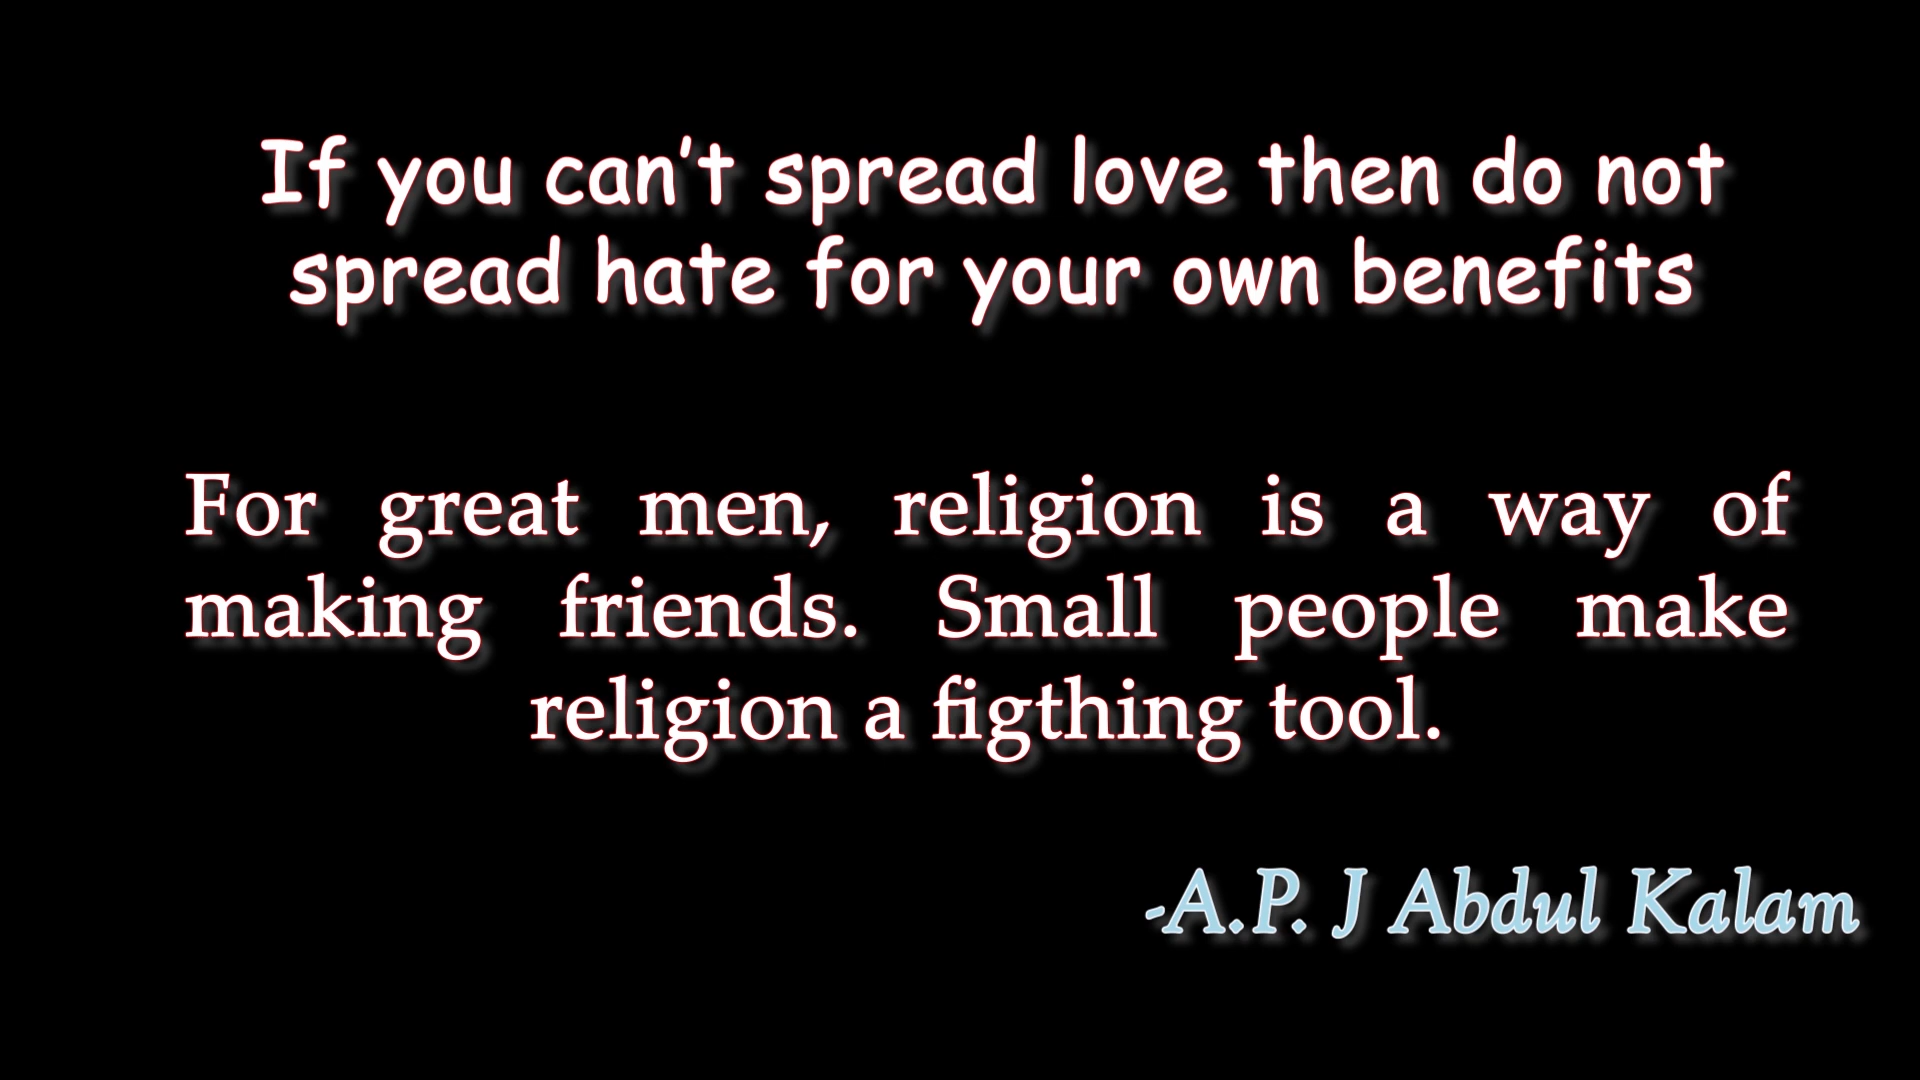 If you can’t spread love then do not
spread hate for your own benefits
For great men, religion is a way of
making friends. Small people make
religion a figthing tool.
-A.P. J Abdul Kalam